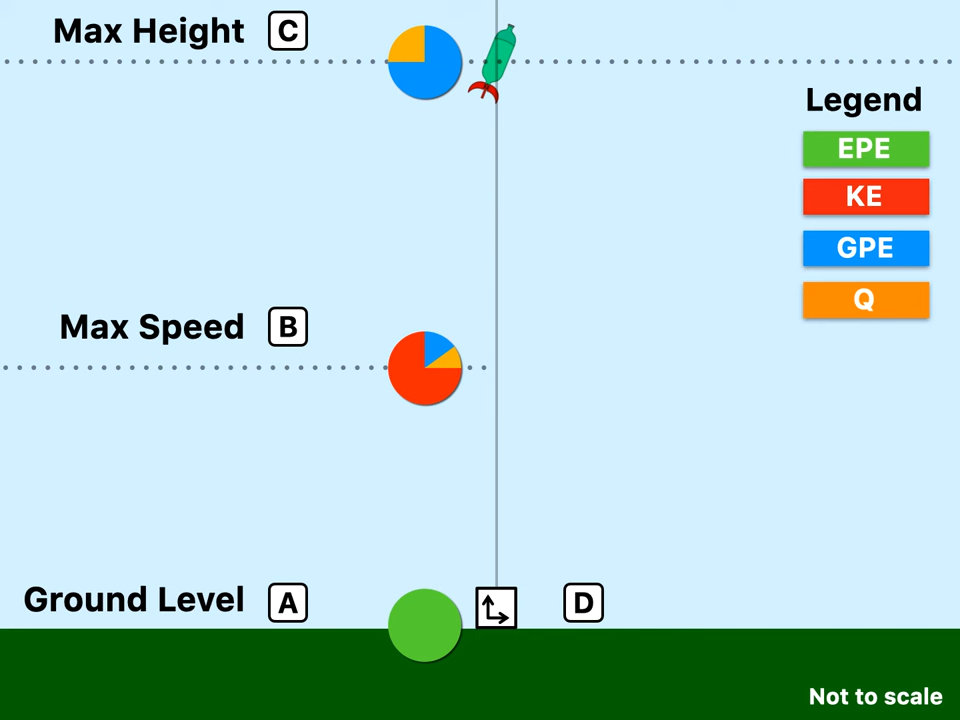 Max Height C
Legend
EPE
KE
GPE
Q
Max Speed B
Ground Level A
D
Not to scale